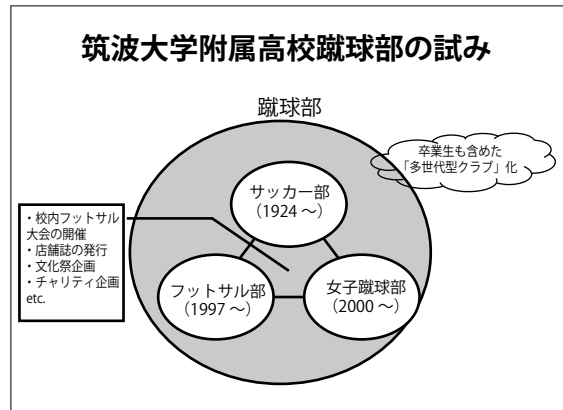 筑波大学附属高校蹴球部の試み
蹴球部
卒業生も含めた
「多世代型クラブ」化
サッカー部
（1924 ～）
・校内フットサル
大会の開催
・店舗誌の発行
・文化祭企画
・チャリティ企画
etc.
フットサル部
（1997 ～）
女子蹴球部
（2000 ～）